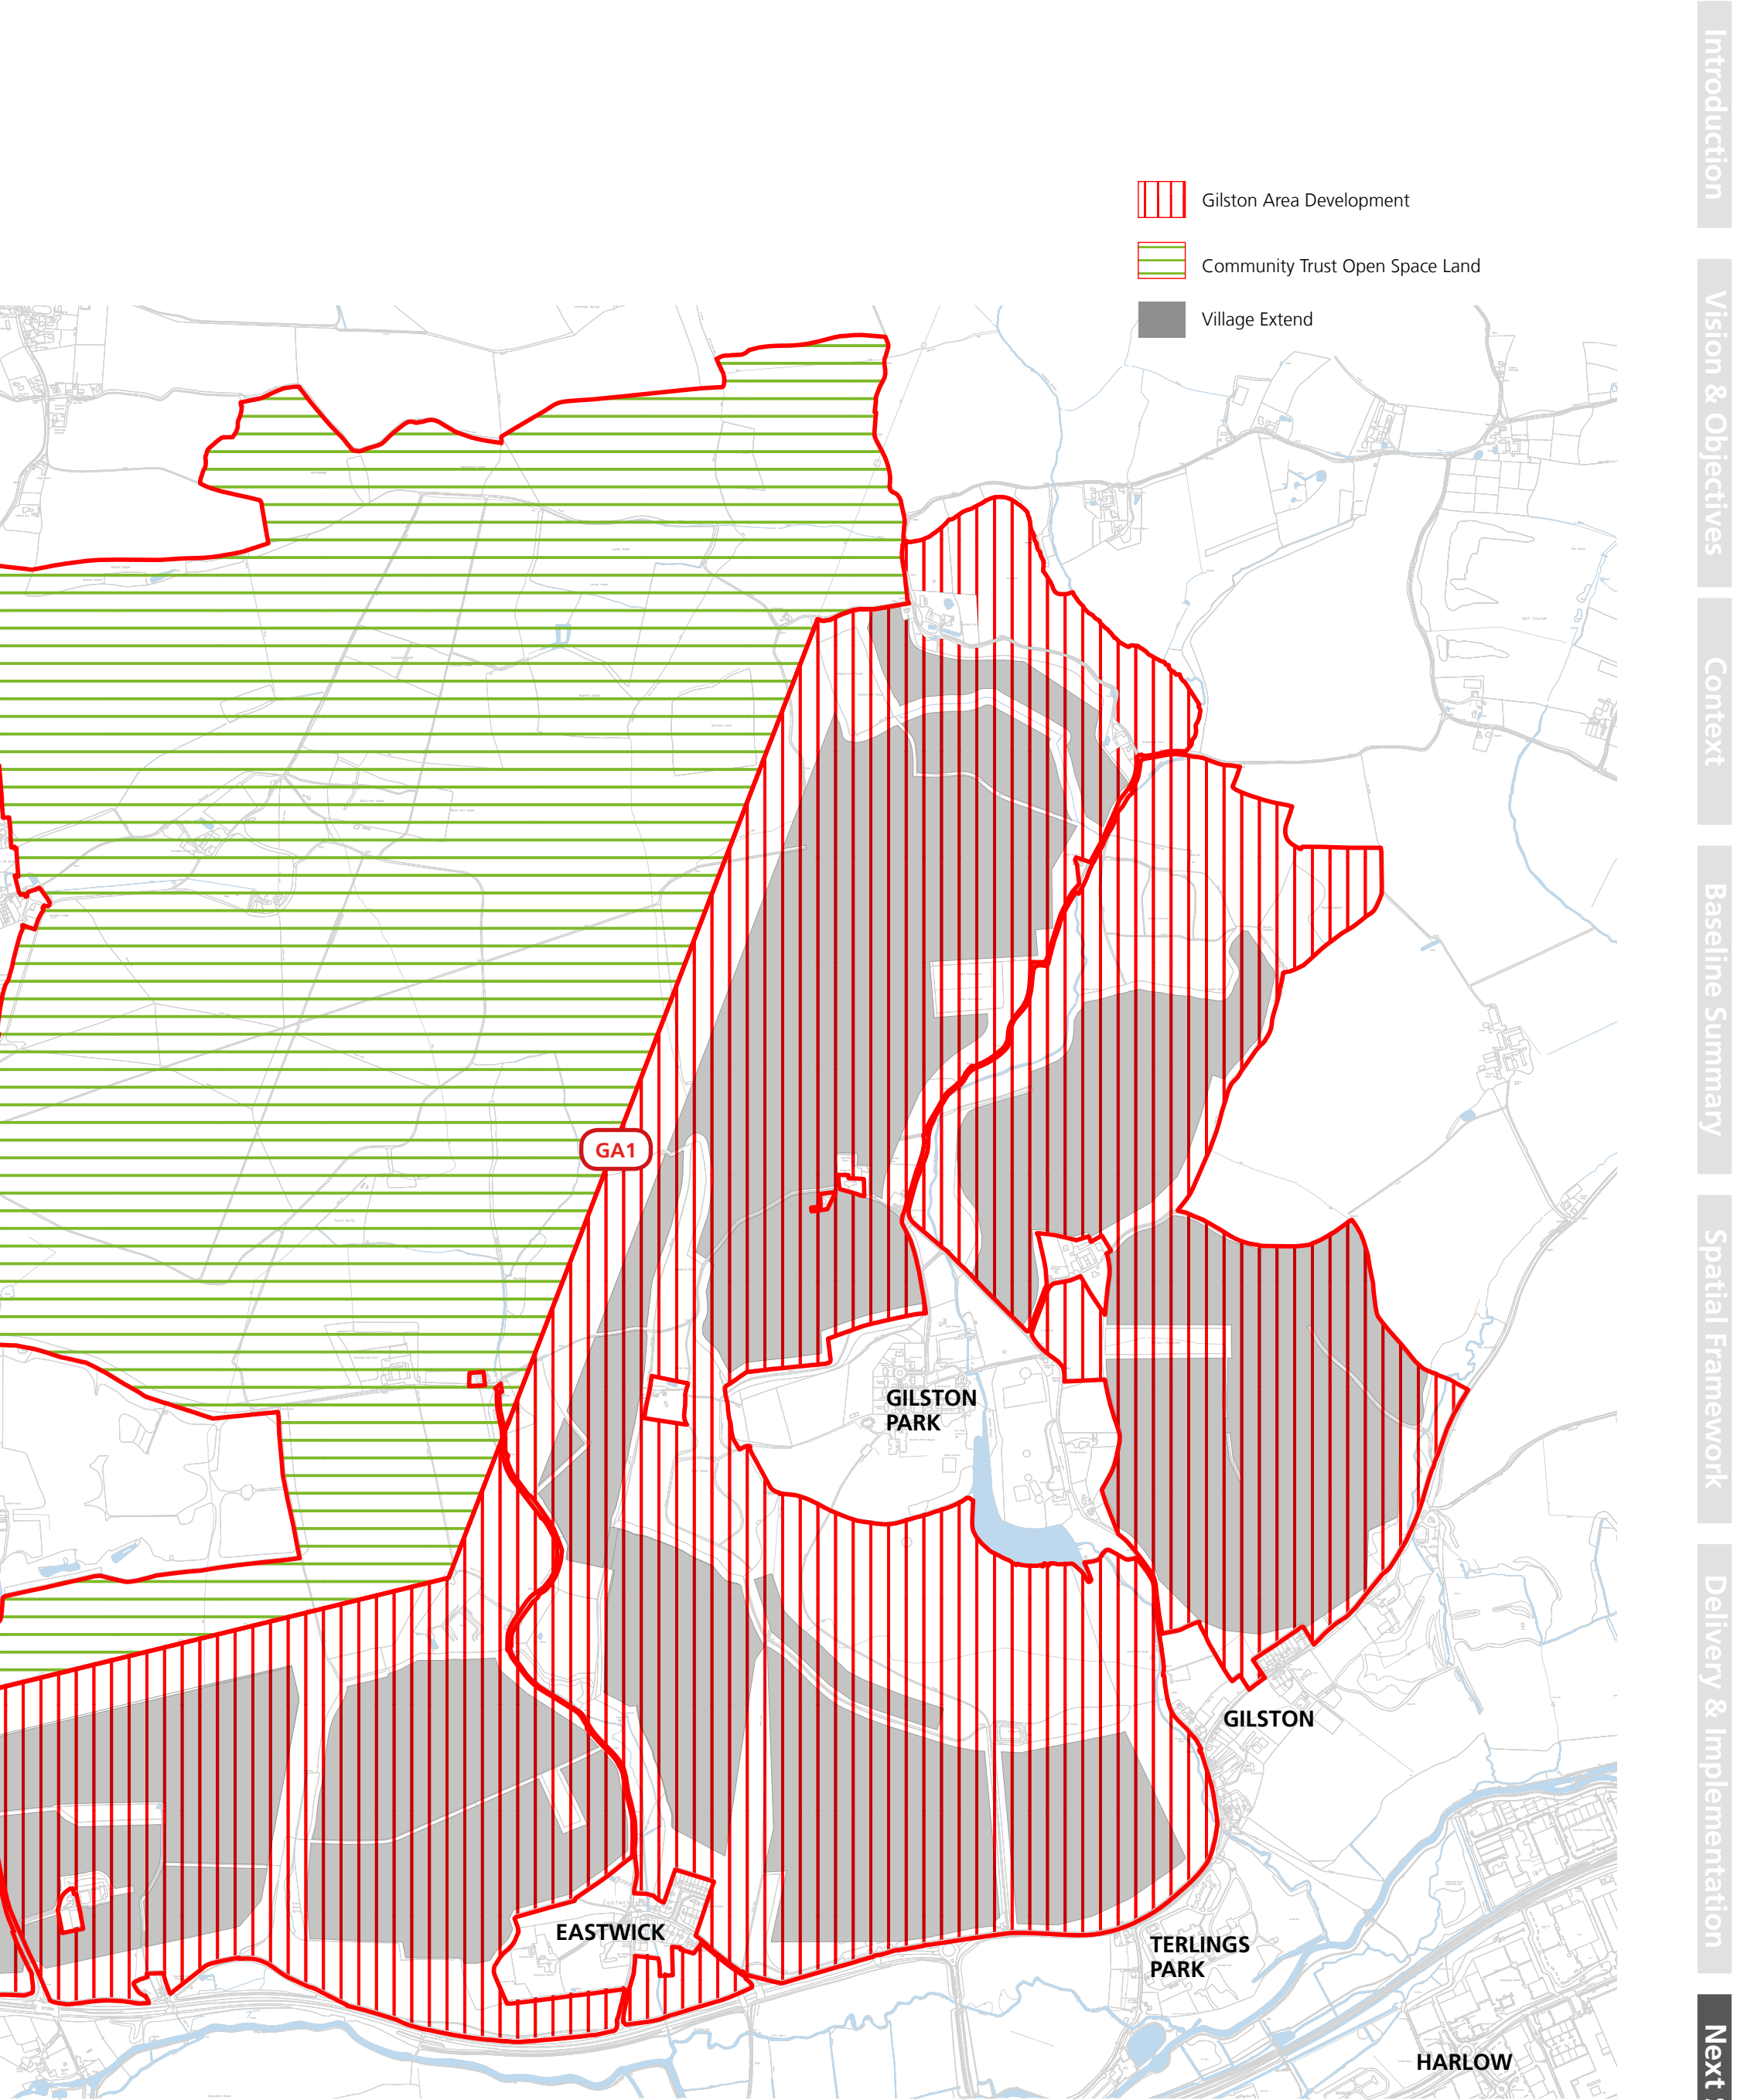 Introduction
Vision & Objectives
Context
Baseline Summary
Spatial Framework
Delivery & Implementation
Next
Gilston Area Development
Community Trust Open Space Land
Village Extend
GA1
GILSTON
PARK
GILSTON
EASTWICK
TERLINGS
PARK
HARLOW